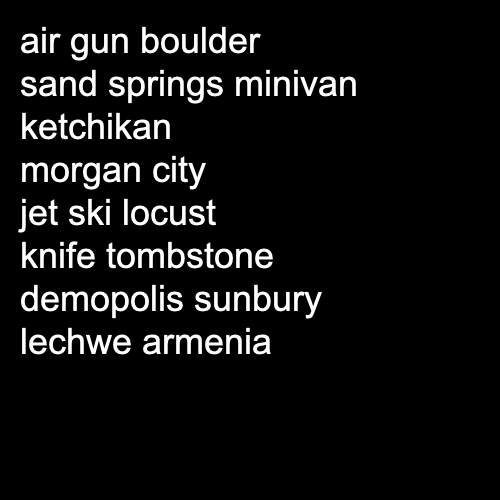 air gun boulder
sand springs minivan
ketchikan
morgan city
jet ski locust
knife tombstone
demopolis sunbury
lechwe armenia